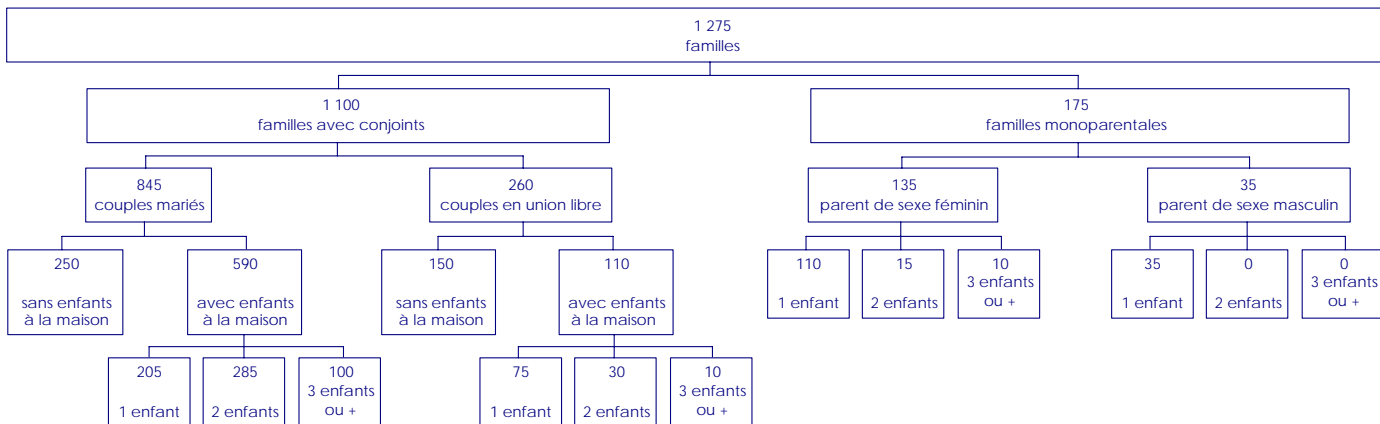 1 275
familles
1 100
familles avec conjoints
175
familles monoparentales
845
couples mariés
260
couples en union libre
135
parent de sexe féminin
35
parent de sexe masculin
250
sans enfants
à la maison
590
avec enfants
à la maison
150
sans enfants
à la maison
110
avec enfants
à la maison
110
1 enfant
15
2 enfants
10
3 enfants
ou +
35
1 enfant
0
2 enfants
0
3 enfants
ou +
205
1 enfant
285
2 enfants
100
3 enfants
ou +
75
1 enfant
30
2 enfants
10
3 enfants
ou +